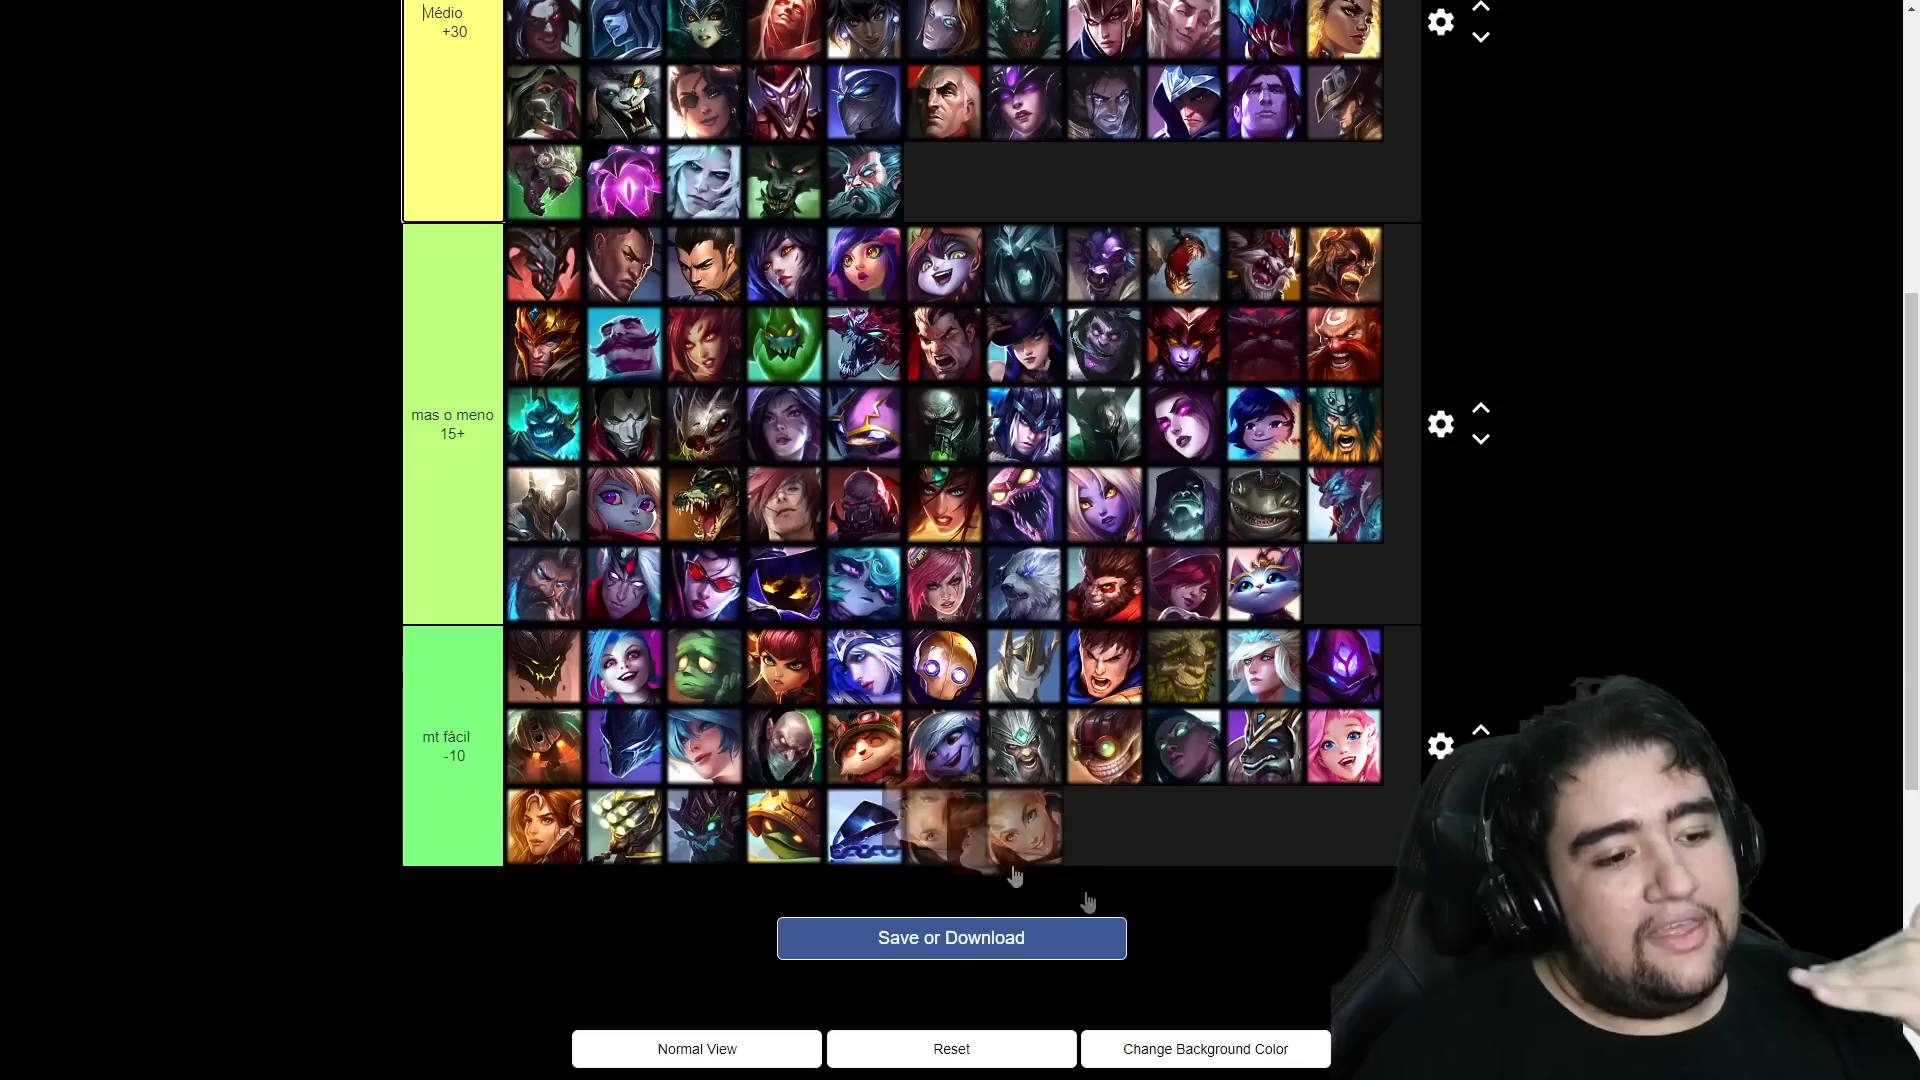 Médio
+30
mas o meno
15+
mt fácil
-10
Save or Download
Normal View
Reset
Change Background Color